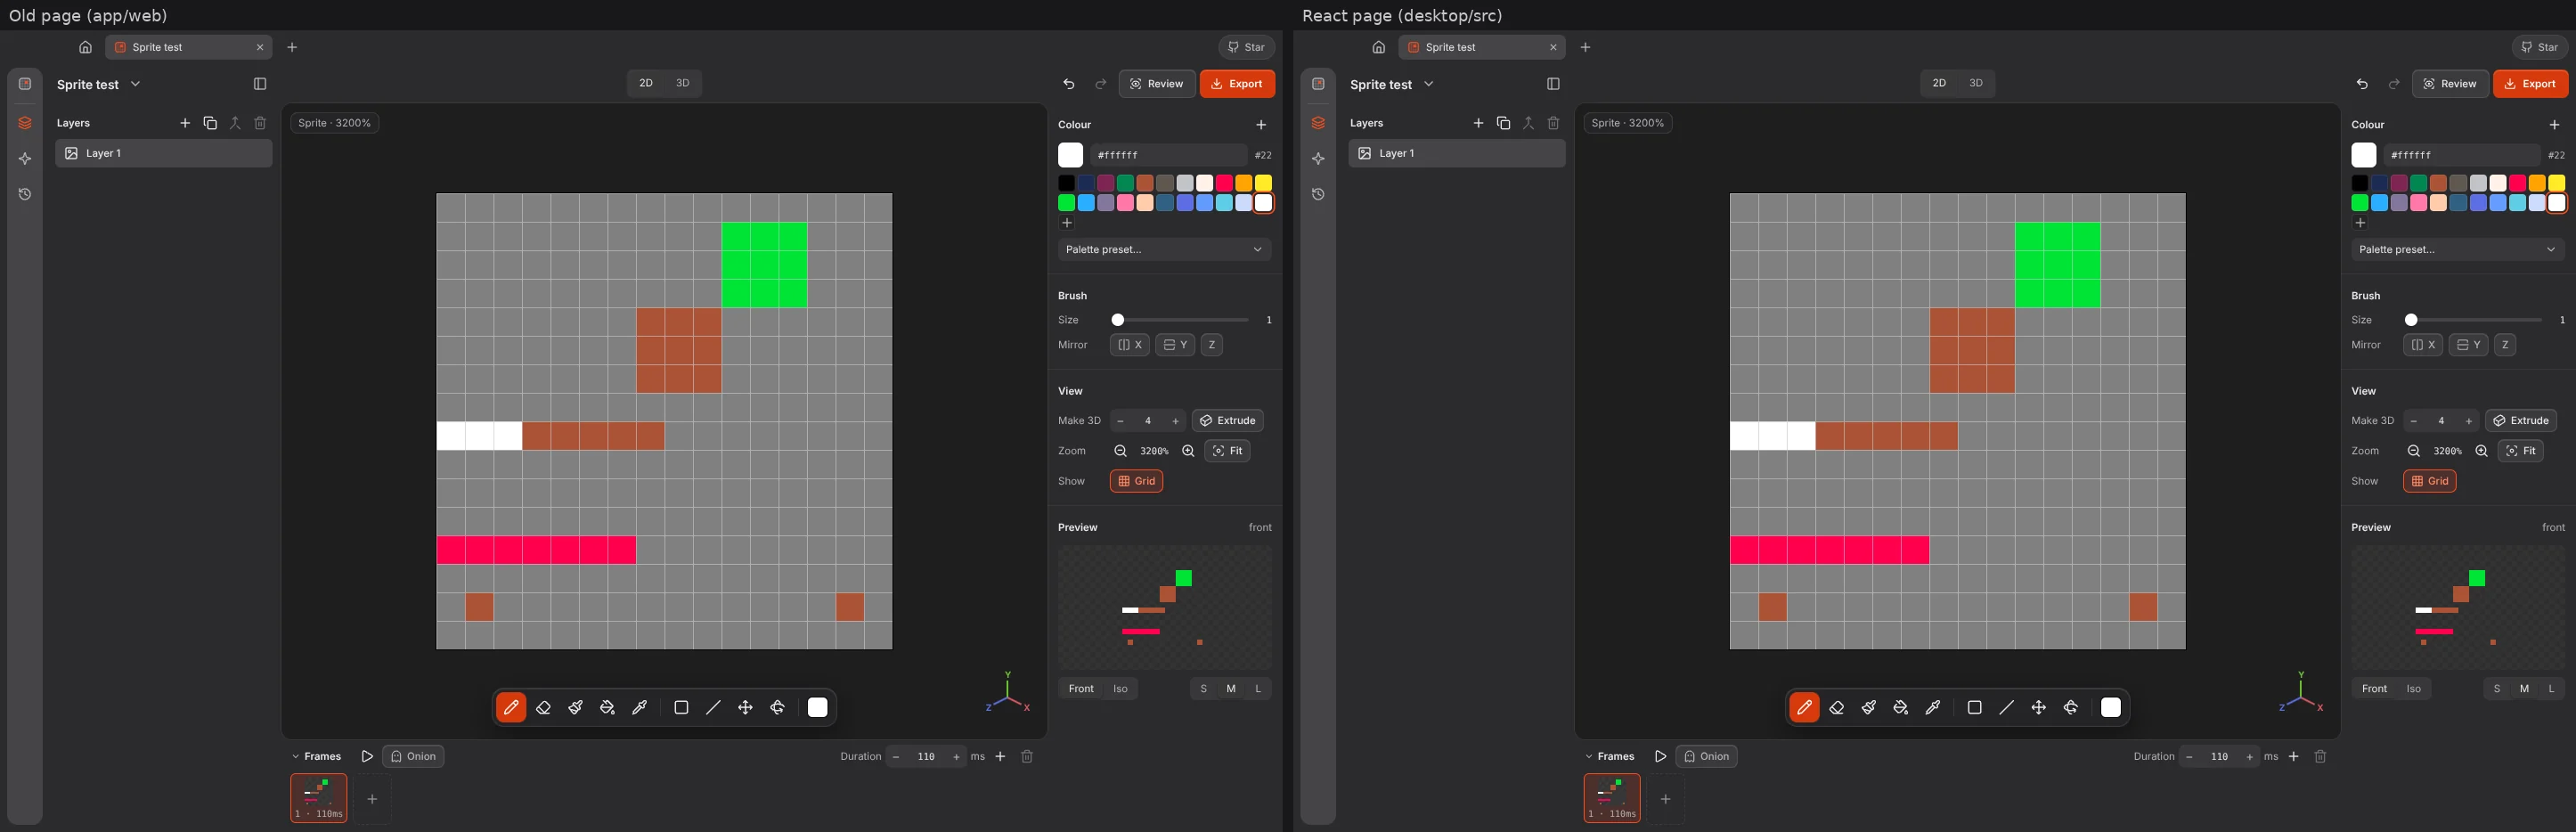 Old page (app/web)
Sprite test
Star
Sprite test
2D 3D
Review
Export
Layers
Layer 1
Sprite · 3200%
Colour
#ffffff #22
Palette preset...
Brush
Size 1
Mirror X Y Z
View
Make 3D − 4 + Extrude
Zoom 3200% Fit
Show Grid
Preview front
Y
Z X
Front Iso S M L
Frames Onion Duration − 110 + ms
1 · 110ms
React page (desktop/src)
Sprite test
Star
Sprite test
2D 3D
Review
Export
Layers
Layer 1
Sprite · 3200%
Colour
#ffffff #22
Palette preset...
Brush
Size 1
Mirror X Y Z
View
Make 3D − 4 + Extrude
Zoom 3200% Fit
Show Grid
Preview front
Y
Z X
Front Iso S M L
Frames Onion Duration − 110 + ms
1 · 110ms